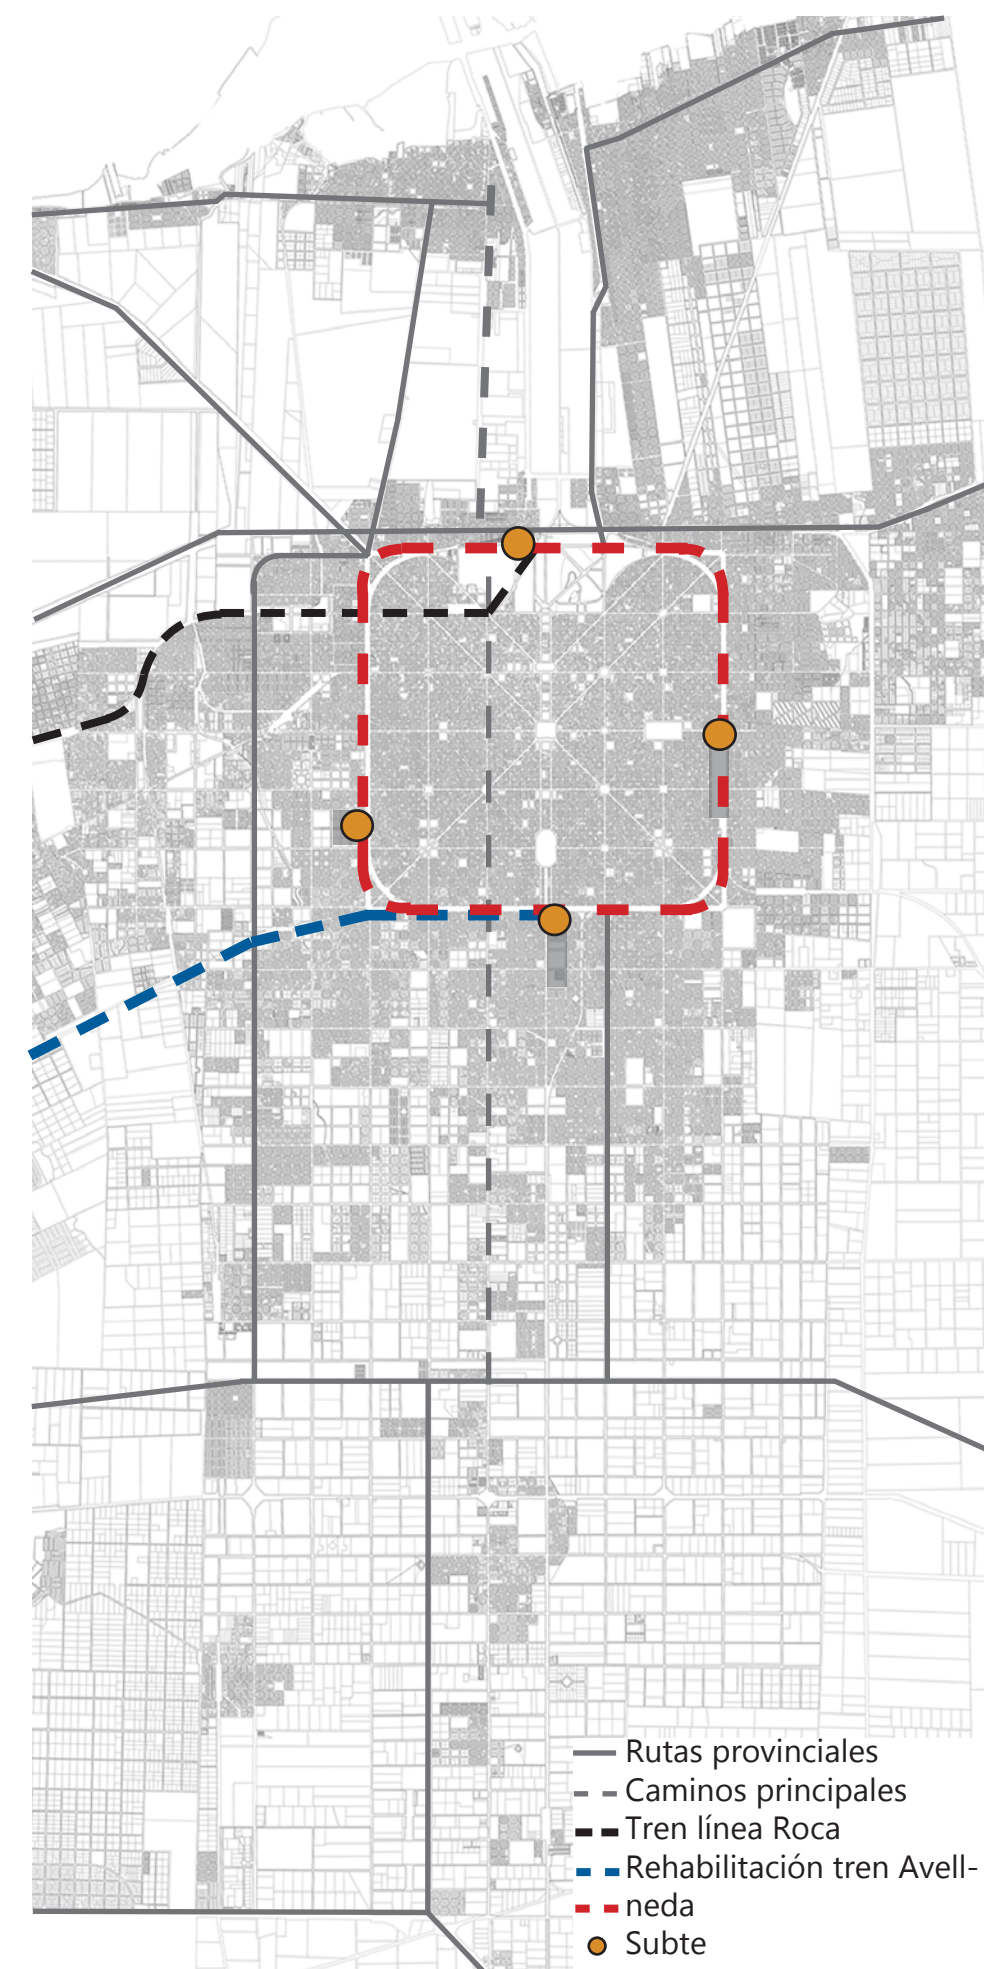 Rutas provinciales
Caminos principales
Tren línea Roca
Rehabilitación tren Avell-
neda
Subte